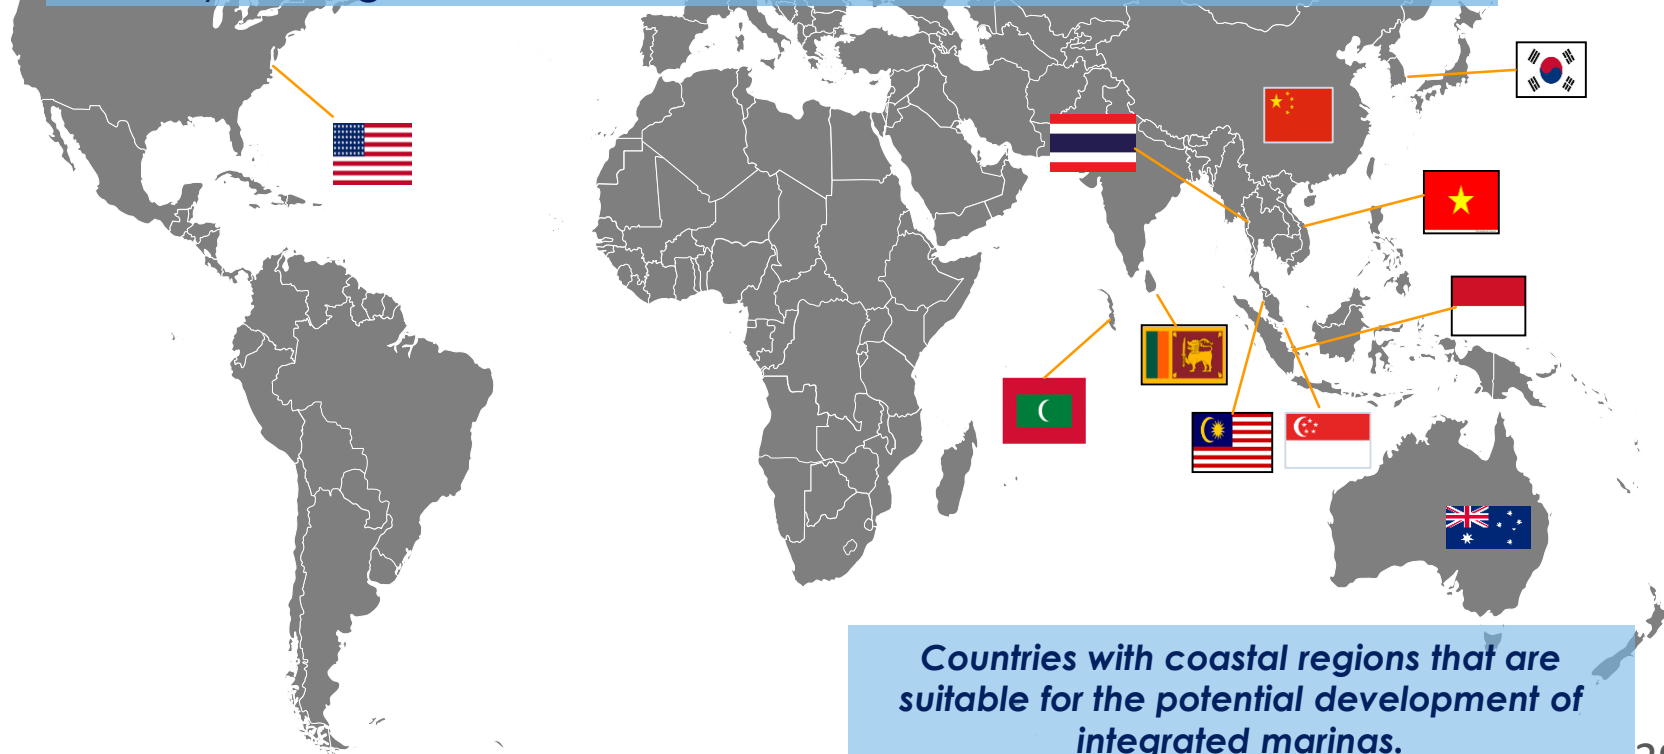 Countries with coastal regions that are
suitable for the potential development of
integrated marinas.